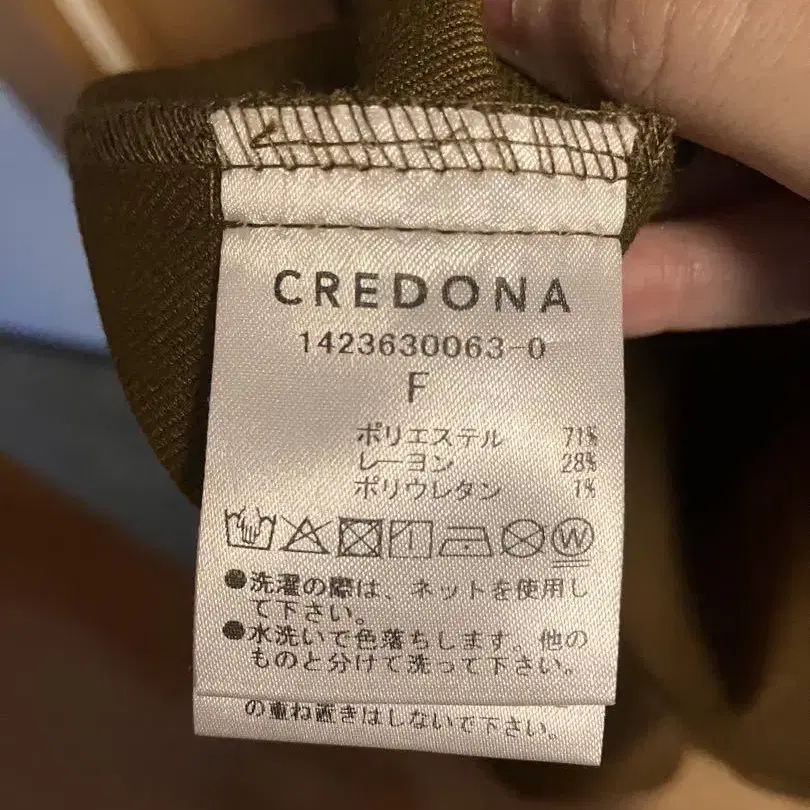 CREDONA
1423630063-0
F
ポリエステル 71%
レーヨン 28%
ポリウレタン 1%
W
●洗濯の際は、ネットを使用し
て下さい。
●水洗いで色落ちします。他の
ものと分けて洗って下さい。
の重ね置きはしないで下さい。